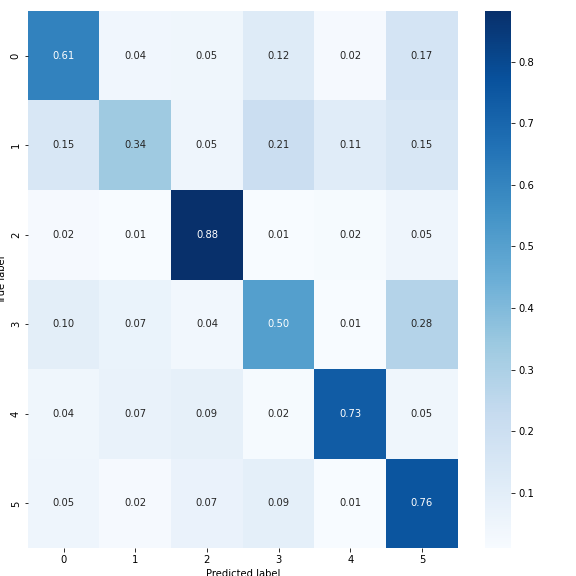 0 0.61 0.04 0.05 0.12 0.02 0.17
1 0.15 0.34 0.05 0.21 0.11 0.15
2 0.02 0.01 0.88 0.01 0.02 0.05
3 0.10 0.07 0.04 0.50 0.01 0.28
4 0.04 0.07 0.09 0.02 0.73 0.05
5 0.05 0.02 0.07 0.09 0.01 0.76
0 1 2 3 4 5
Predicted label
True label
0.8
0.7
0.6
0.5
0.4
0.3
0.2
0.1